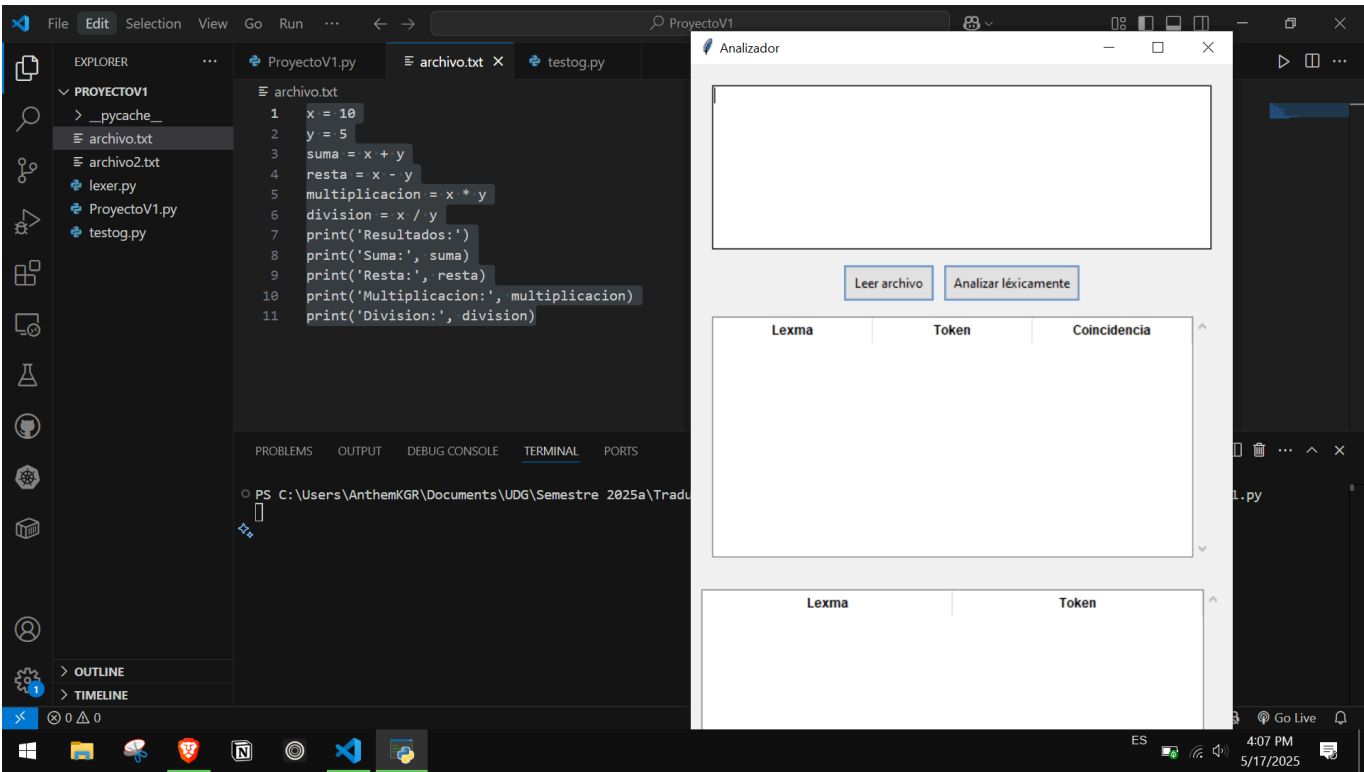 File Edit Selection View Go Run ··· ProyectoV1
EXPLORER ···
PROYECTOV1
__pycache__
archivo.txt
archivo2.txt
lexer.py
ProyectoV1.py
testog.py
OUTLINE
TIMELINE
ProyectoV1.py archivo.txt testog.py
archivo.txt
1 x = 10
2 y = 5
3 suma = x + y
4 resta = x - y
5 multiplicacion = x * y
6 division = x / y
7 print('Resultados:')
8 print('Suma:', suma)
9 print('Resta:', resta)
10 print('Multiplicacion:', multiplicacion)
11 print('Division:', division)
PROBLEMS OUTPUT DEBUG CONSOLE TERMINAL PORTS
PS C:\Users\AnthemKGR\Documents\UDG\Semestre 2025a\Tradu
1.py
Analizador
Leer archivo Analizar léxicamente
Lexma Token Coincidencia
Lexma Token
1
0 0
Go Live
ES
4:07 PM
5/17/2025